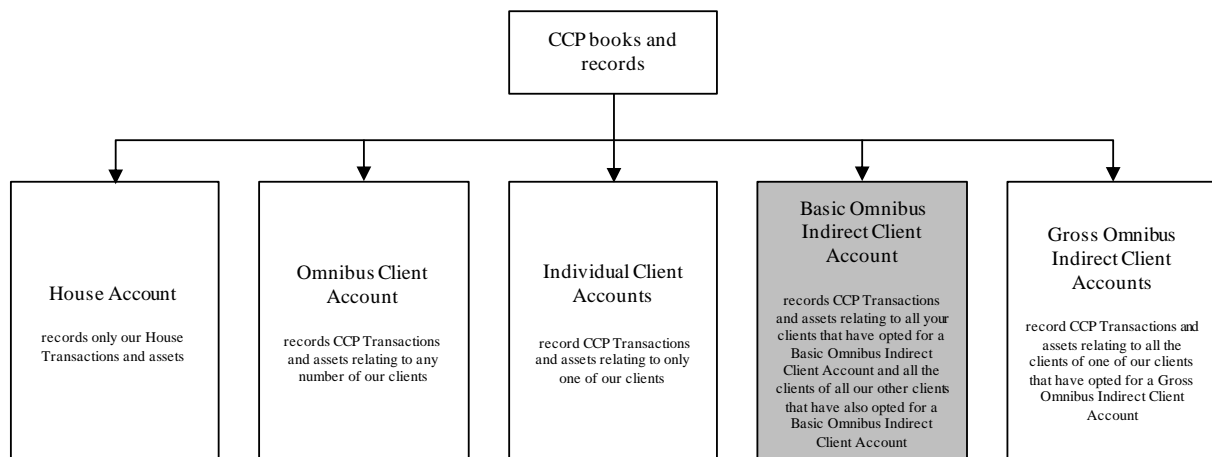 CCP books and
records
House Account
records only our House
Transactions and assets
Omnibus Client
Account
records CCP Transactions
and assets relating to any
number of our clients
Individual Client
Accounts
record CCP Transactions
and assets relating to only
one of our clients
Basic Omnibus
Indirect Client
Account
records CCP Transactions
and assets relating to all your
clients that have opted for a
Basic Omnibus Indirect
Client Account and all the
clients of all our other clients
that have also opted for a
Basic Omnibus Indirect
Client Account
Gross Omnibus
Indirect Client
Accounts
record CCP Transactions and
assets relating to all the
clients of one of our clients
that have opted for a Gross
Omnibus Indirect Client
Account